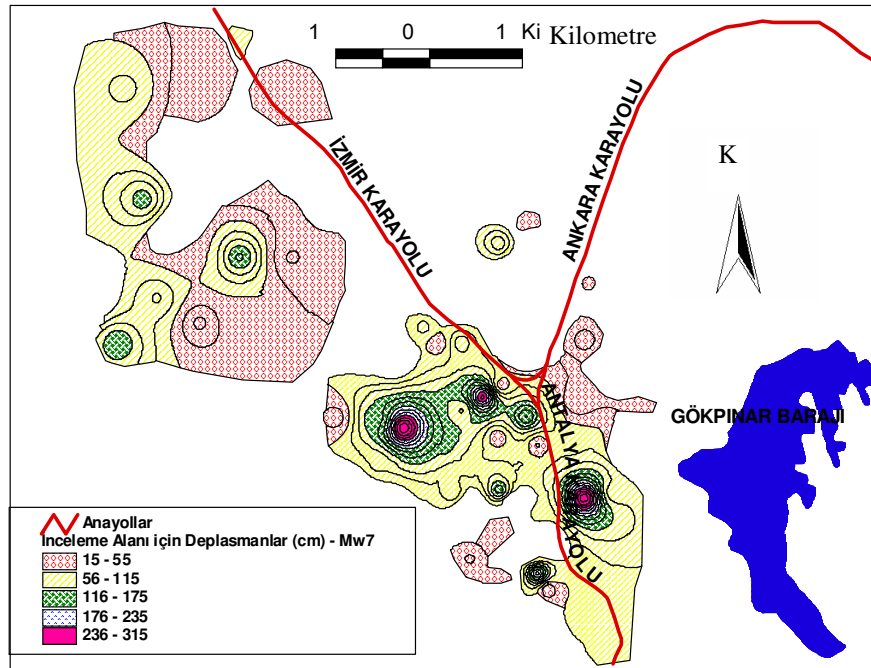 1 0 1 Ki Kilometre
İZMİR KARAYOLU
ANKARA KARAYOLU
K
GÖKPINAR BARAJI
ANTALYA
AYOLU
Anayollar
İnceleme Alanı için Deplasmanlar (cm) - Mw7
15 - 55
56 - 115
116 - 175
176 - 235
236 - 315